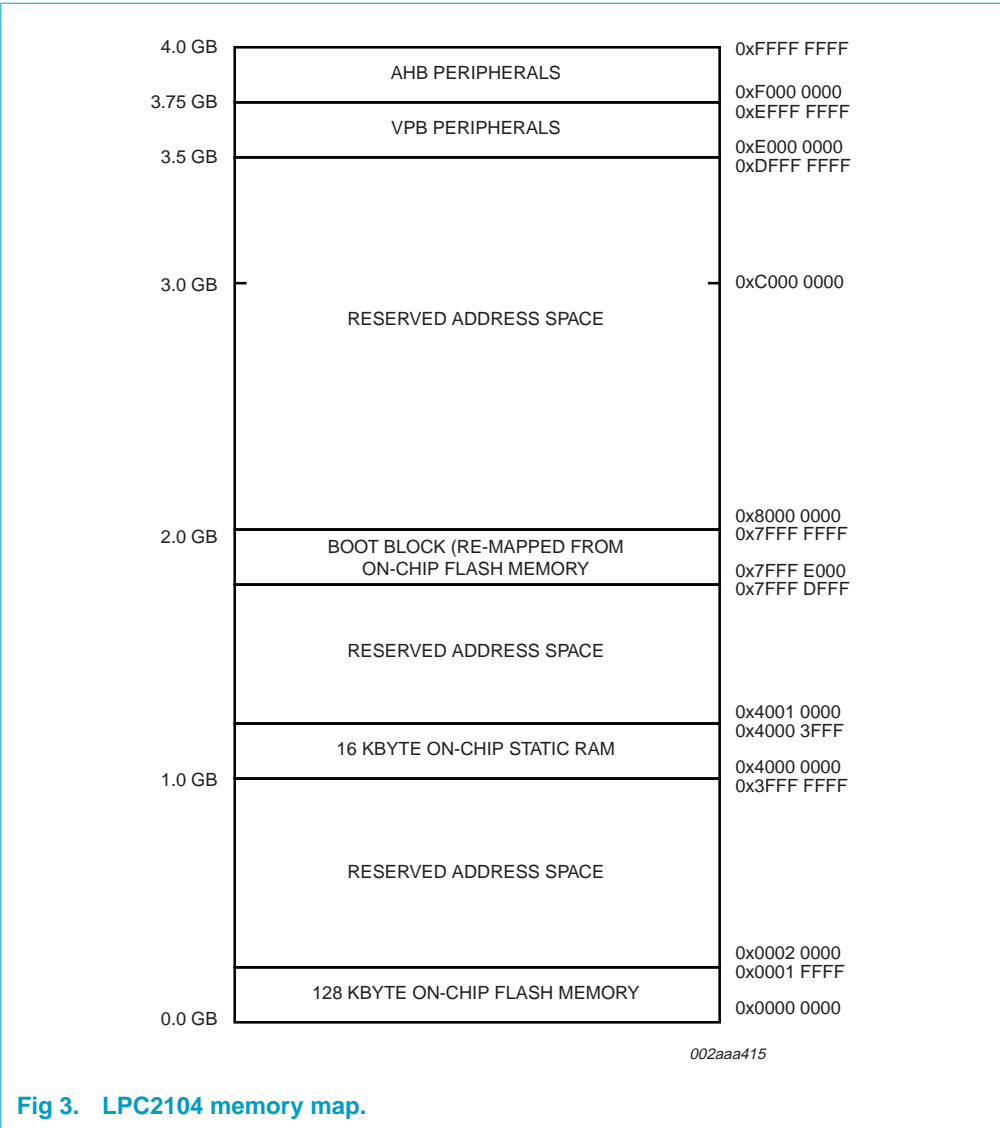 4.0 GB
0xFFFF FFFF
AHB PERIPHERALS
0xF000 0000
3.75 GB
0xEFFF FFFF
VPB PERIPHERALS
0xE000 0000
3.5 GB
0xDFFF FFFF
3.0 GB
0xC000 0000
RESERVED ADDRESS SPACE
0x8000 0000
2.0 GB
0x7FFF FFFF
BOOT BLOCK (RE-MAPPED FROM
ON-CHIP FLASH MEMORY
0x7FFF E000
0x7FFF DFFF
RESERVED ADDRESS SPACE
0x4001 0000
0x4000 3FFF
16 KBYTE ON-CHIP STATIC RAM
0x4000 0000
1.0 GB
0x3FFF FFFF
RESERVED ADDRESS SPACE
0x0002 0000
0x0001 FFFF
128 KBYTE ON-CHIP FLASH MEMORY
0x0000 0000
0.0 GB
002aaa415
Fig 3. LPC2104 memory map.